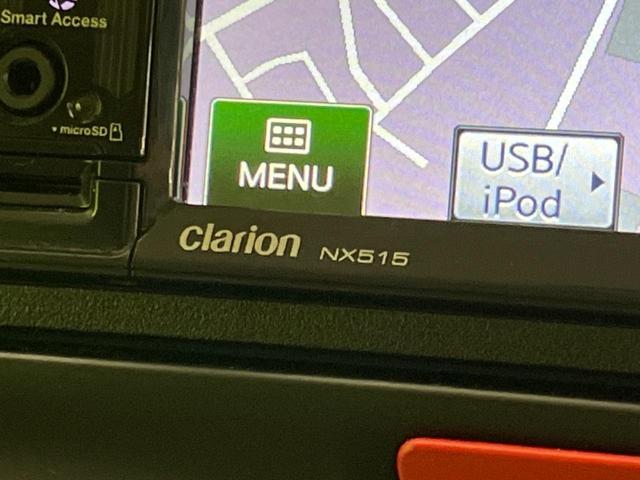 Smart Access
microSD
MENU
USB/
iPod
clarion NX515